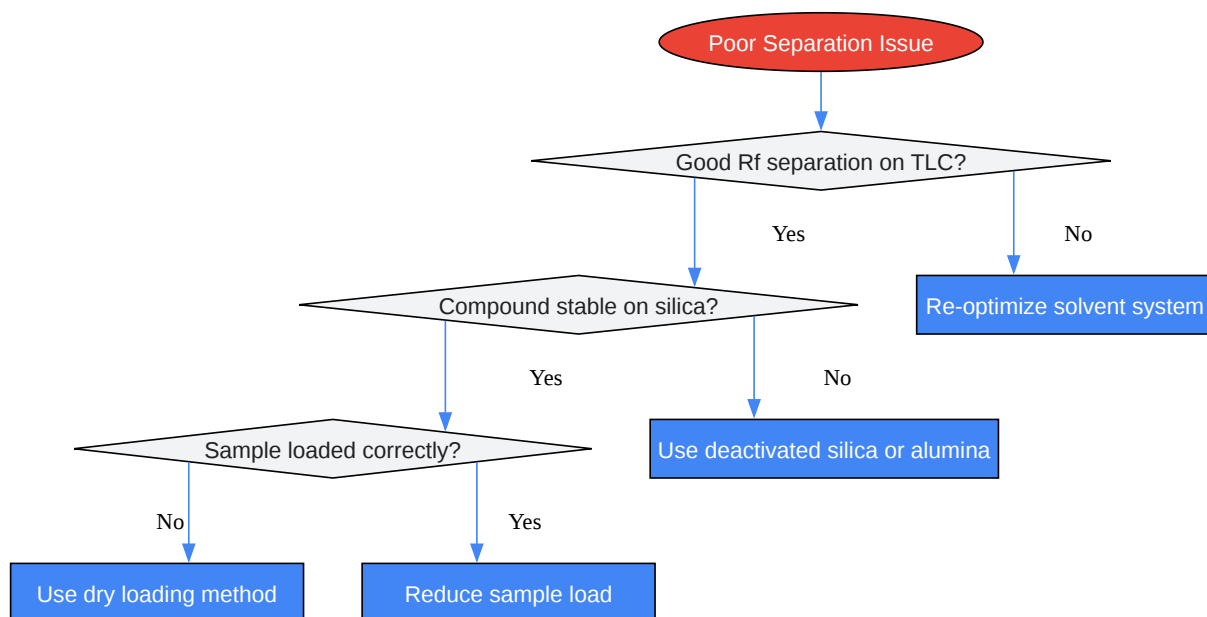 Poor Separation Issue
Good Rf separation on TLC?
Yes
No
Compound stable on silica?
Re-optimize solvent system
Yes
No
Sample loaded correctly?
Use deactivated silica or alumina
No
Yes
Use dry loading method
Reduce sample load